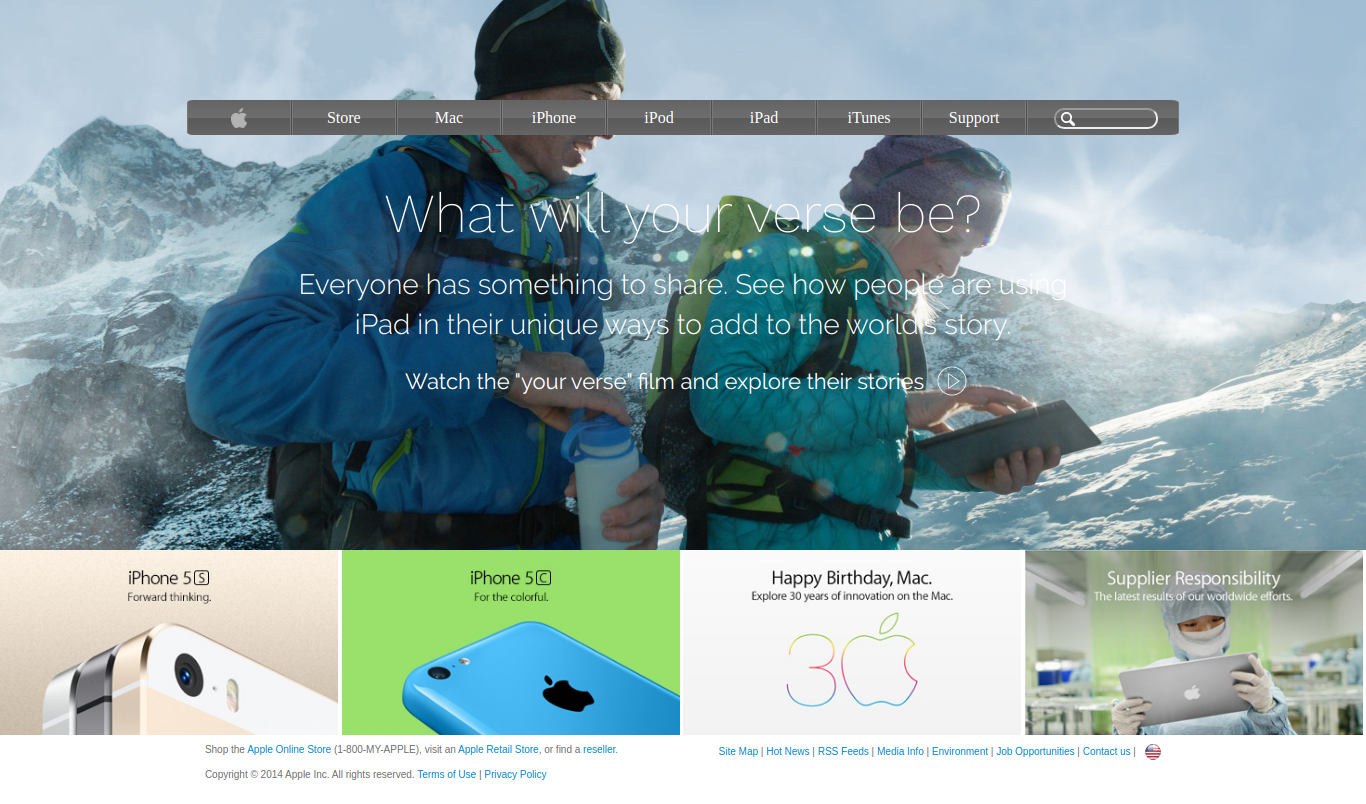 Store Mac iPhone iPod iPad iTunes Support
What will your verse be?
Everyone has something to share. See how people are using
iPad in their unique ways to add to the world's story.
Watch the "your verse" film and explore their stories
iPhone 5S
Forward thinking.
iPhone 5C
For the colorful.
Happy Birthday, Mac.
Explore 30 years of innovation on the Mac.
30
Supplier Responsibility
The latest results of our worldwide efforts.
Shop the Apple Online Store (1-800-MY-APPLE), visit an Apple Retail Store, or find a reseller.
Site Map | Hot News | RSS Feeds | Media Info | Environment | Job Opportunities | Contact us |
Copyright © 2014 Apple Inc. All rights reserved. Terms of Use | Privacy Policy